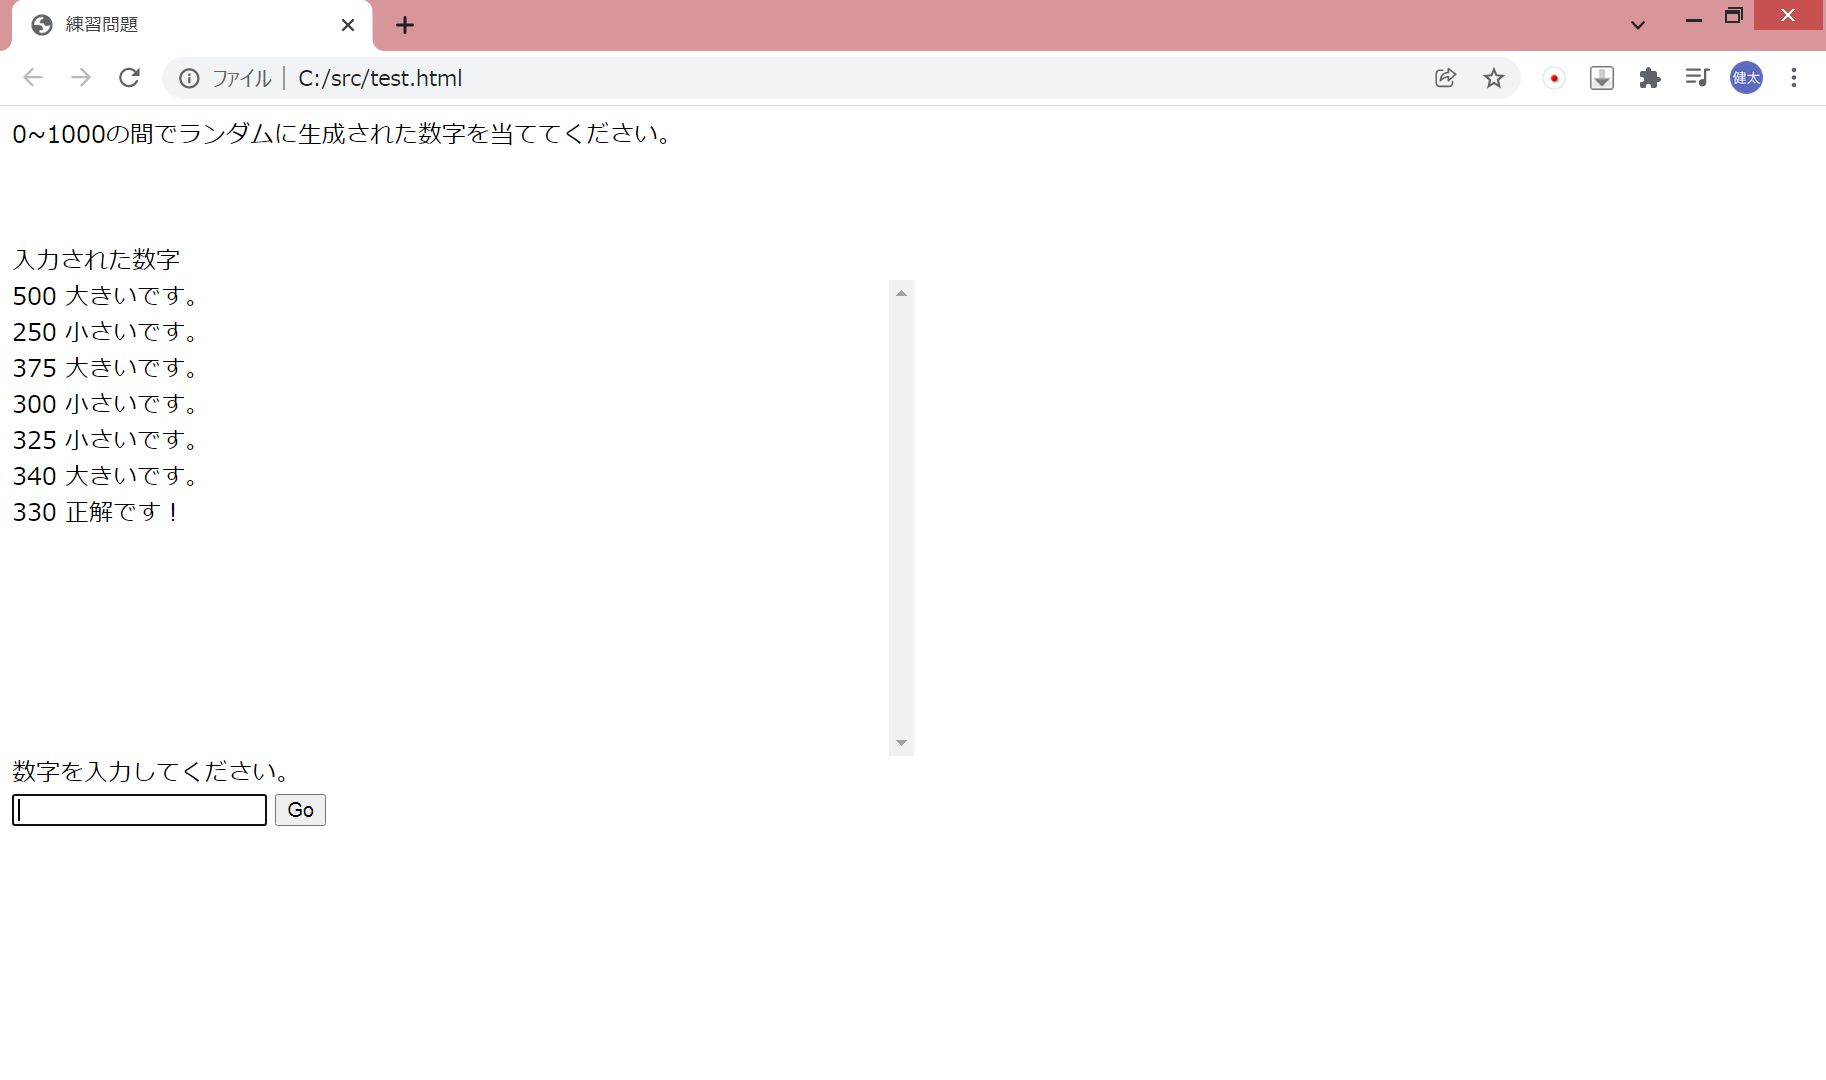 練習問題
ファイル | C:/src/test.html
健太
0~1000の間でランダムに生成された数字を当ててください。
入力された数字
500 大きいです。
250 小さいです。
375 大きいです。
300 小さいです。
325 小さいです。
340 大きいです。
330 正解です！
数字を入力してください。
Go